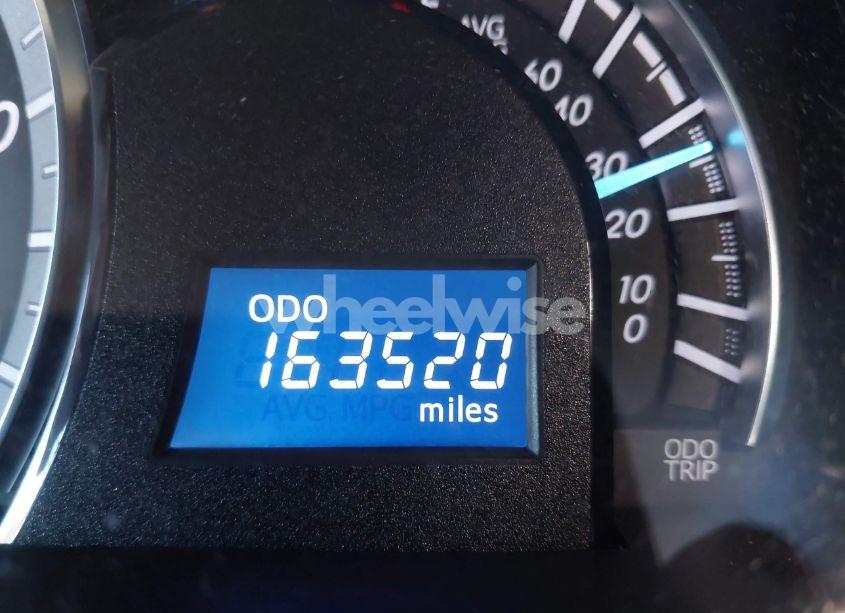 AVG
40
40
30
20
10
0
ODO
wheelwise
163520
AVG. MPG
miles
ODO
TRIP